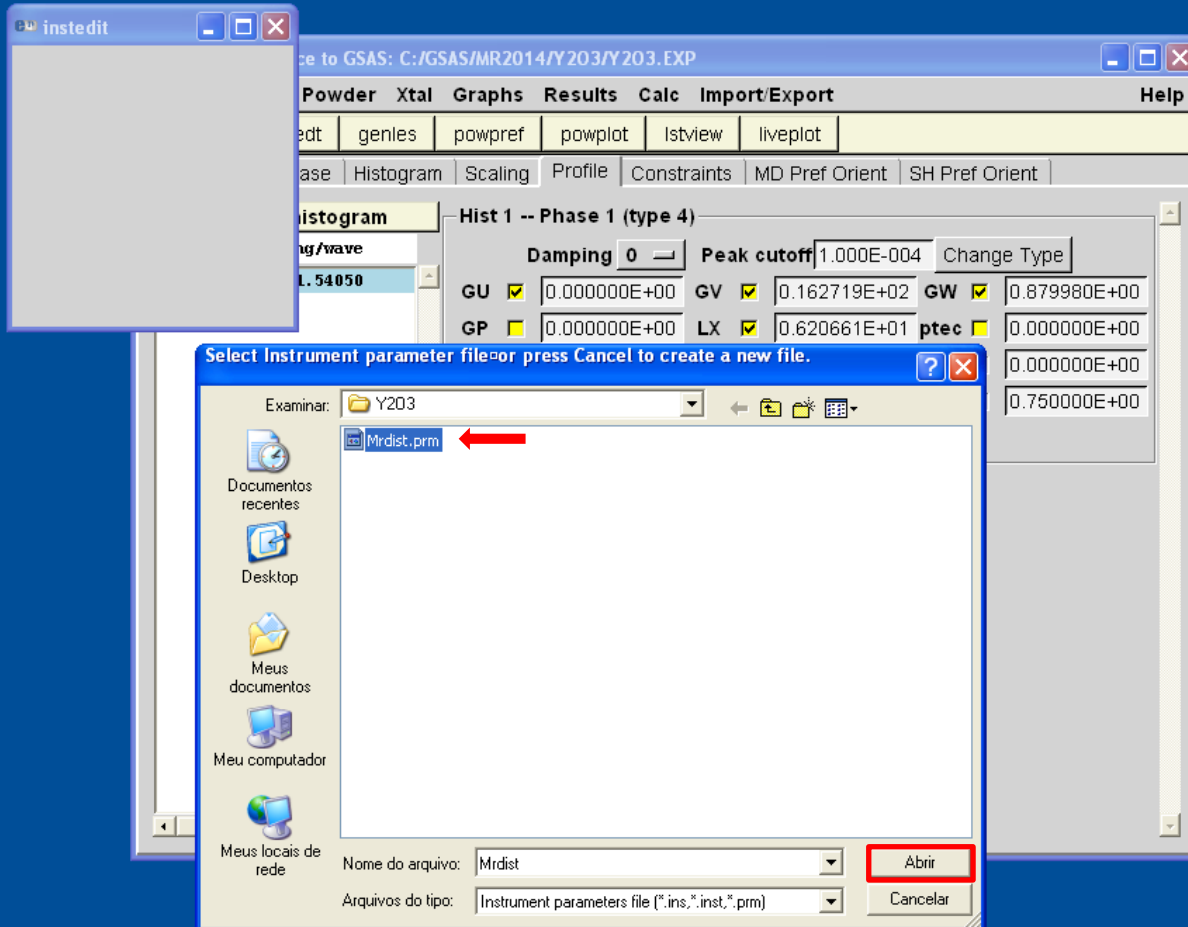 instedit
ce to GSAS: C:/GSAS/MR2014/Y2O3/Y2O3.EXP
Powder Xtal Graphs Results Calc Import/Export Help
edt genles powpref powplot lstview liveplot
ase Histogram Scaling Profile Constraints MD Pref Orient SH Pref Orient
istogram
ng/wave
1.54050
Hist 1 -- Phase 1 (type 4)
Damping 0 Peak cutoff 1.000E-004 Change Type
GU 0.000000E+00 GV 0.162719E+02 GW 0.879980E+00
GP 0.000000E+00 LX 0.620661E+01 ptec 0.000000E+00
0.000000E+00
0.750000E+00
Select Instrument parameter file¤or press Cancel to create a new file.
Examinar: Y2O3
Mrdist.prm
Documentos
recentes
Desktop
Meus
documentos
Meu computador
Meus locais de
rede
Nome do arquivo: Mrdist Abrir
Arquivos do tipo: Instrument parameters file (*.ins,*.inst,*.prm) Cancelar